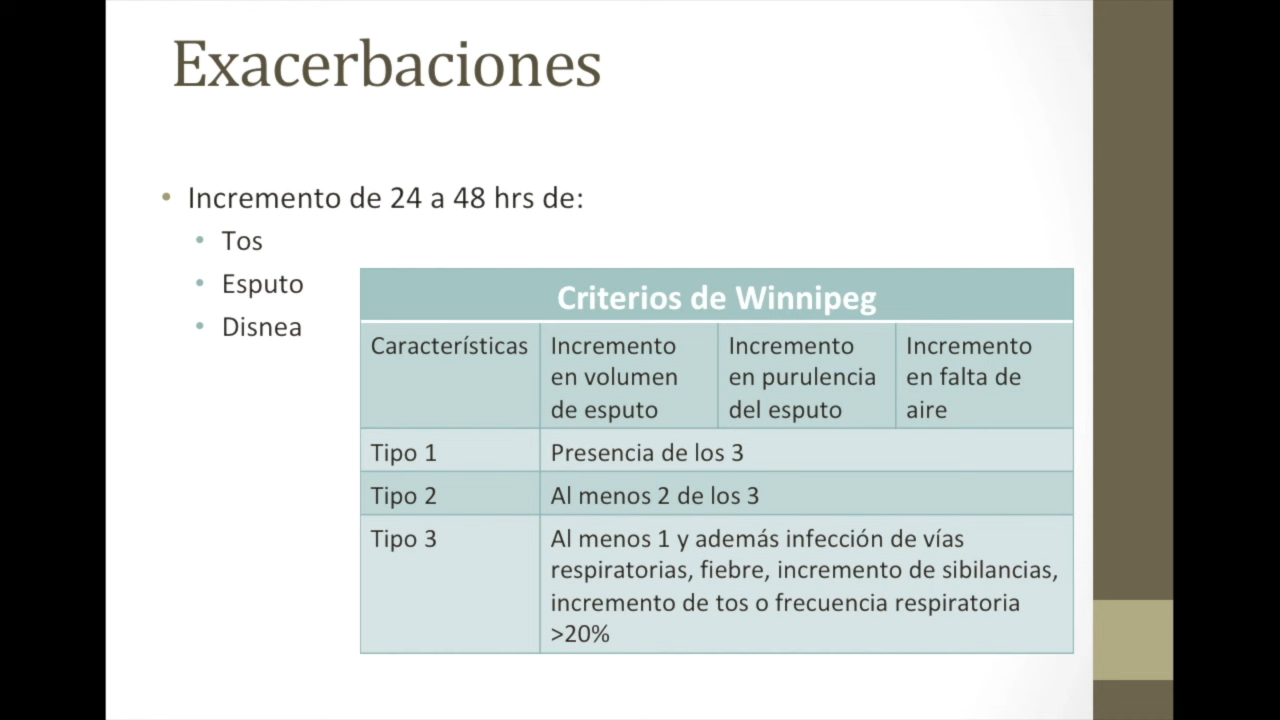 Exacerbaciones
• Incremento de 24 a 48 hrs de:
• Tos
• Esputo
• Disnea
Criterios de Winnipeg
Características
Incremento
en volumen
de esputo
Incremento
en purulencia
del esputo
Incremento
en falta de
aire
Tipo 1
Presencia de los 3
Tipo 2
Al menos 2 de los 3
Tipo 3
Al menos 1 y además infección de vías
respiratorias, fiebre, incremento de sibilancias,
incremento de tos o frecuencia respiratoria
>20%